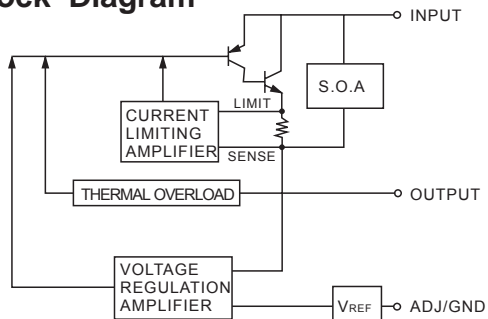 ock Diagram
INPUT
S.O.A
LIMIT
CURRENT
LIMITING
AMPLIFIER
SENSE
THERMAL OVERLOAD
OUTPUT
VOLTAGE
REGULATION
AMPLIFIER
VREF
ADJ/GND